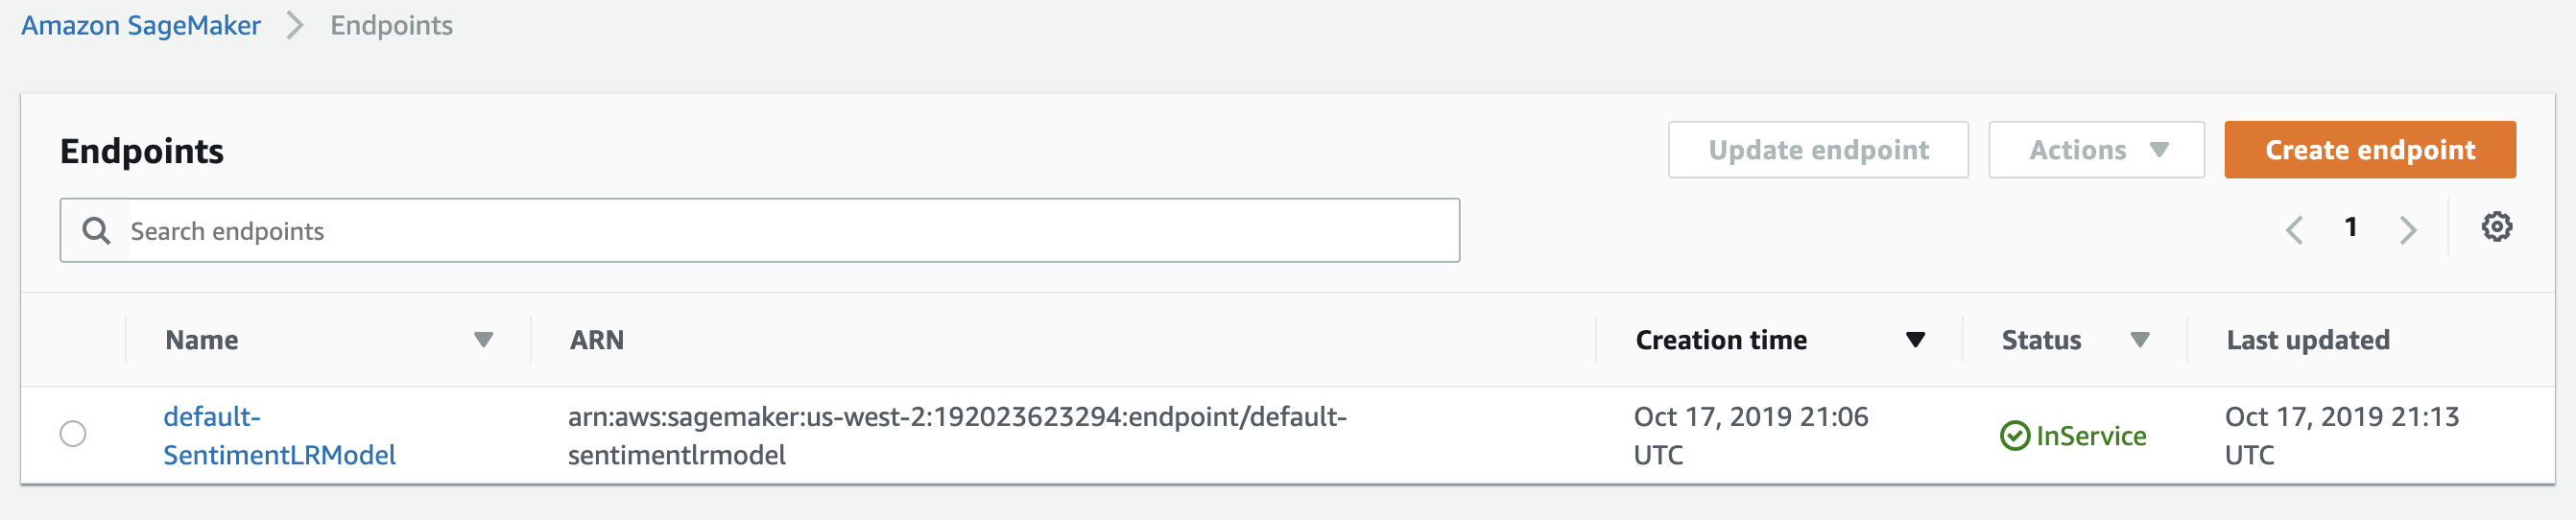 Amazon SageMaker > Endpoints
Endpoints
Update endpoint
Actions
Create endpoint
Search endpoints
1
Name ARN Creation time Status Last updated
default- arn:aws:sagemaker:us-west-2:192023623294:endpoint/default- Oct 17, 2019 21:06 InService Oct 17, 2019 21:13
SentimentLRModel sentimentlrmodel UTC UTC